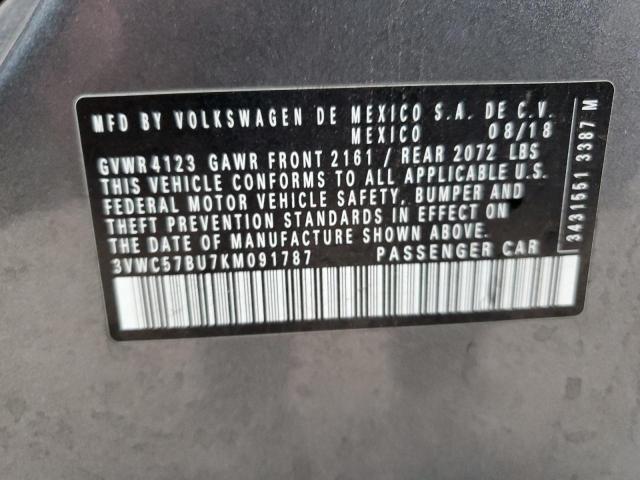 MFD BY VOLKSWAGEN DE MEXICO S.A. DE C.V.
MEXICO 08/18
GVWR 4123 GAWR FRONT 2161 / REAR 2072 LBS
THIS VEHICLE CONFORMS TO ALL APPLICABLE U.S.
FEDERAL MOTOR VEHICLE SAFETY, BUMPER AND
THEFT PREVENTION STANDARDS IN EFFECT ON
THE DATE OF MANUFACTURE SHOWN ABOVE.
3VWC57BU7KM091787 PASSENGER CAR
3431551 3387 M